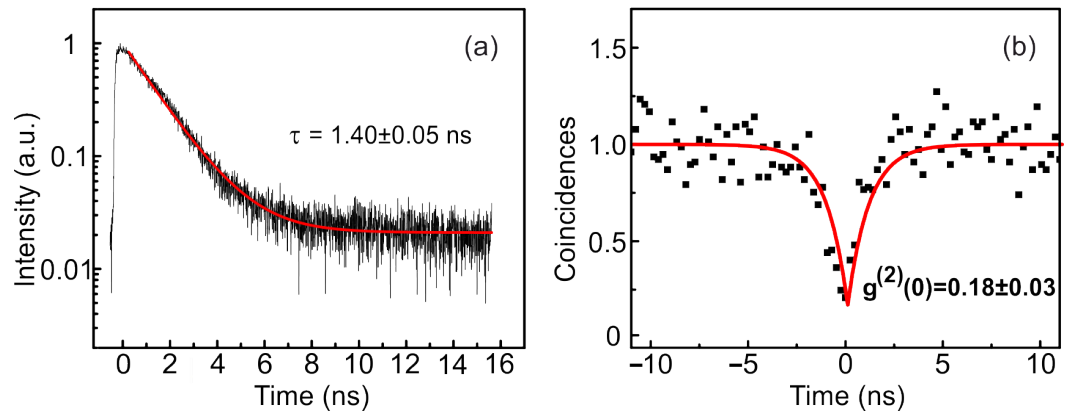 (a)
1
0.1
0.01
τ = 1.40±0.05 ns
Intensity (a.u.)
0 2 4 6 8 10 12 14 16
Time (ns)
(b)
1.5
1.0
0.5
0
g(2)(0)=0.18±0.03
Coincidences
−10 −5 0 5 10
Time (ns)